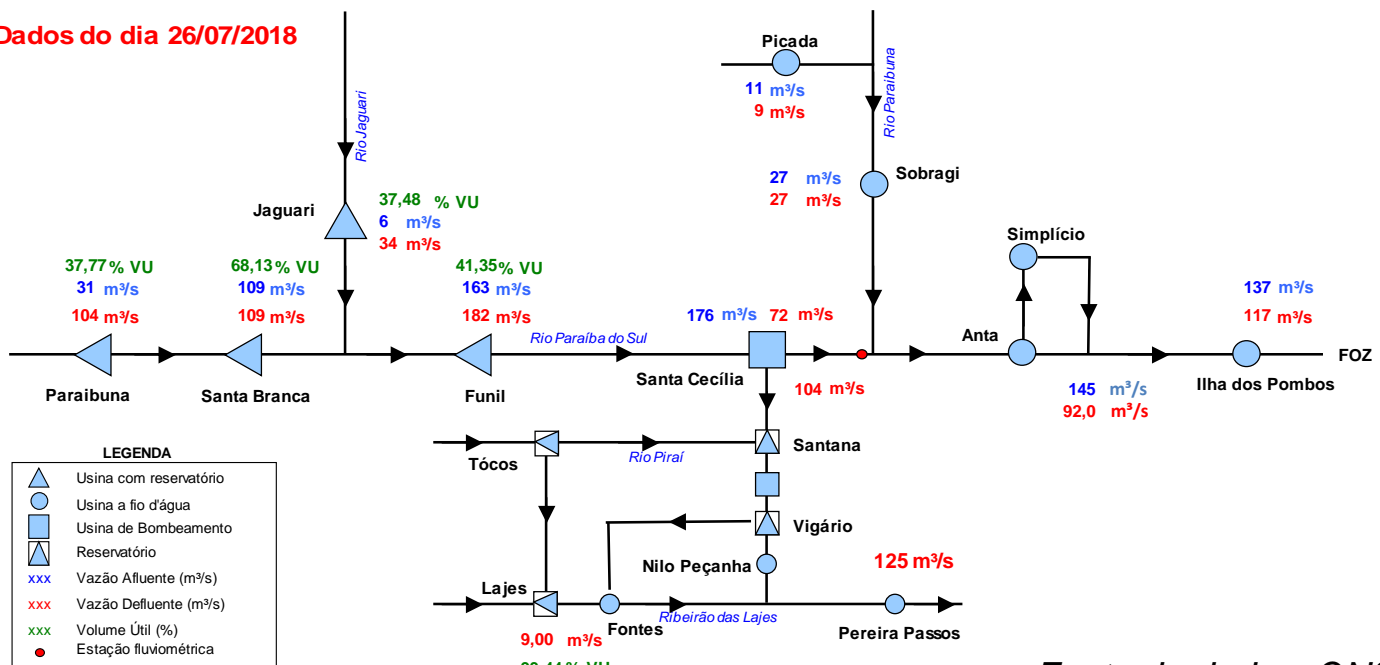 Dados do dia 26/07/2018
Picada
11 m³/s
9 m³/s
Rio Paraibuna
Rio Jaguari
Sobragi
27 m³/s
27 m³/s
Jaguari
37,48 % VU
6 m³/s
34 m³/s
Simplício
37,77% VU
31 m³/s
104 m³/s
68,13% VU
109 m³/s
109 m³/s
41,35% VU
163 m³/s
182 m³/s
176 m³/s 72 m³/s
137 m³/s
117 m³/s
Rio Paraíba do Sul
Anta
FOZ
Paraibuna
Santa Branca
Funil
Santa Cecília
104 m³/s
145 m³/s
92,0 m³/s
Ilha dos Pombos
Tócos
Rio Piraí
Santana
Vigário
Nilo Peçanha
125 m³/s
Lajes
Fontes
Ribeirão das Lajes
Pereira Passos
9,00 m³/s
LEGENDA
Usina com reservatório
Usina a fio d'água
Usina de Bombeamento
Reservatório
xxx Vazão Afluente (m³/s)
xxx Vazão Defluente (m³/s)
xxx Volume Útil (%)
Estação fluviométrica